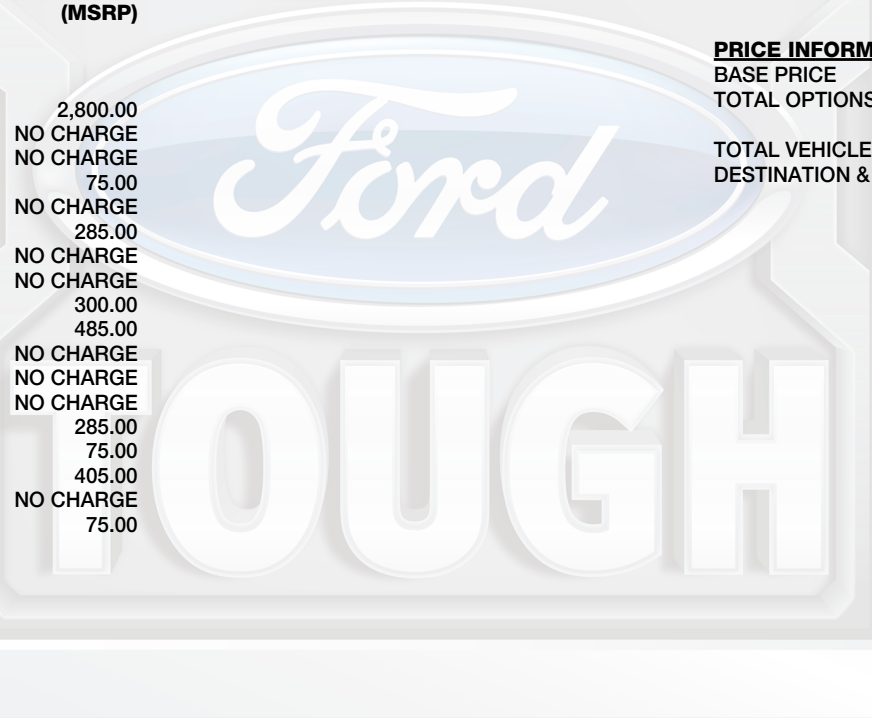 (MSRP)
2,800.00
NO CHARGE
NO CHARGE
75.00
NO CHARGE
285.00
NO CHARGE
NO CHARGE
300.00
485.00
NO CHARGE
NO CHARGE
NO CHARGE
285.00
75.00
405.00
NO CHARGE
75.00
PRICE INFORM
BASE PRICE
TOTAL OPTIONS
TOTAL VEHICLE
DESTINATION &
Ford
TOUGH